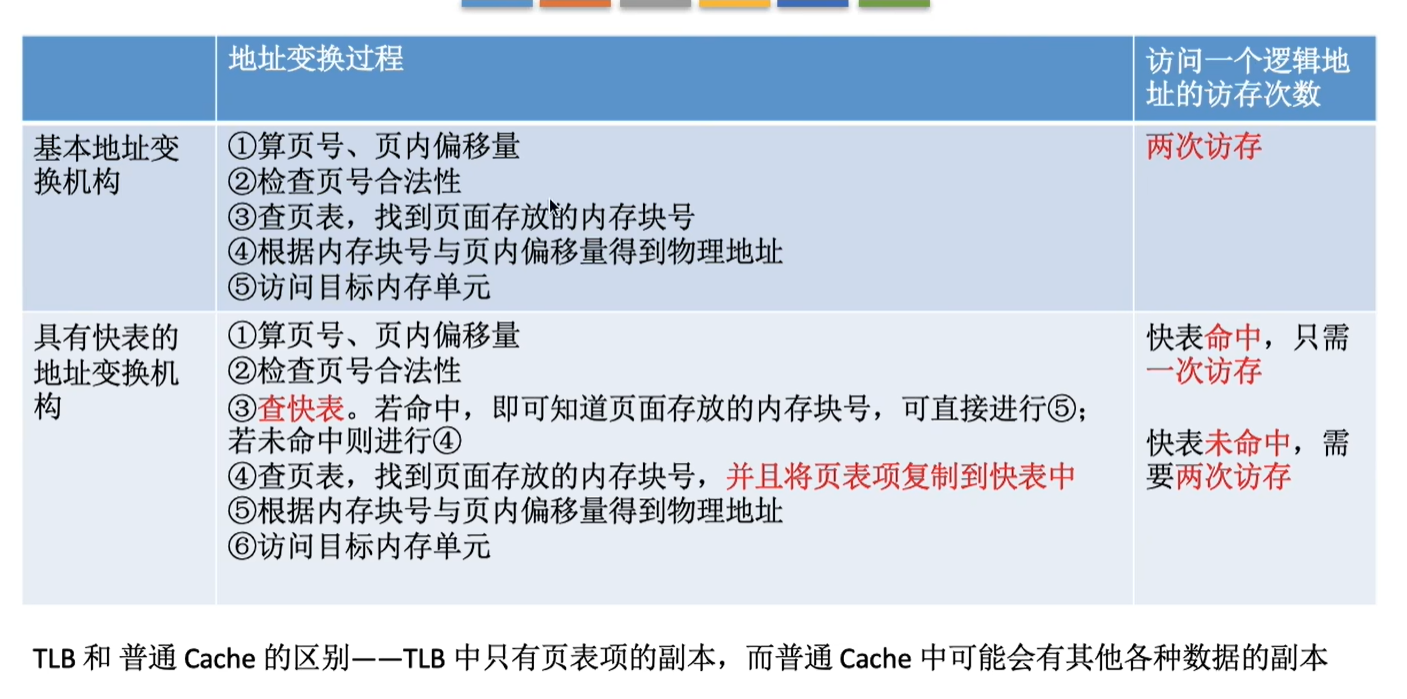 地址变换过程
访问一个逻辑地
址的访存次数
基本地址变
换机构
①算页号、页内偏移量
②检查页号合法性
③查页表，找到页面存放的内存块号
④根据内存块号与页内偏移量得到物理地址
⑤访问目标内存单元
两次访存
具有快表的
地址变换机
构
①算页号、页内偏移量
②检查页号合法性
③查快表。若命中，即可知道页面存放的内存块号，可直接进行⑤；
若未命中则进行④
④查页表，找到页面存放的内存块号，并且将页表项复制到快表中
⑤根据内存块号与页内偏移量得到物理地址
⑥访问目标内存单元
快表命中，只需
一次访存
快表未命中，需
要两次访存
TLB 和 普通 Cache 的区别——TLB 中只有页表项的副本，而普通 Cache 中可能会有其他各种数据的副本